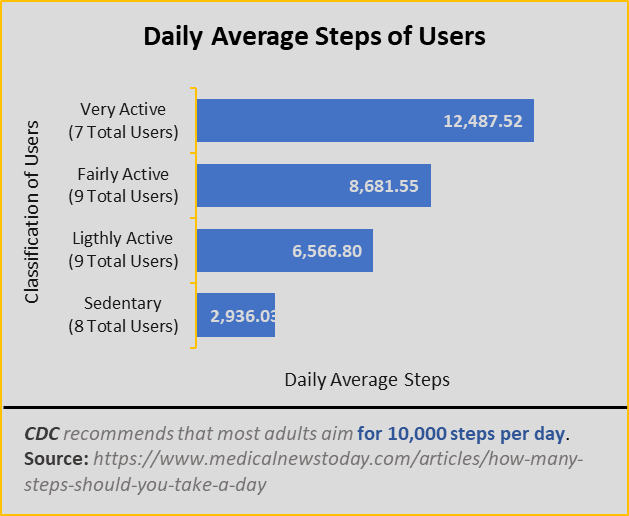 Daily Average Steps of Users
Classification of Users
Very Active
(7 Total Users)
12,487.52
Fairly Active
(9 Total Users)
8,681.55
Ligthly Active
(9 Total Users)
6,566.80
Sedentary
(8 Total Users)
2,936.03
Daily Average Steps
CDC recommends that most adults aim for 10,000 steps per day.
Source: https://www.medicalnewstoday.com/articles/how-many-
steps-should-you-take-a-day